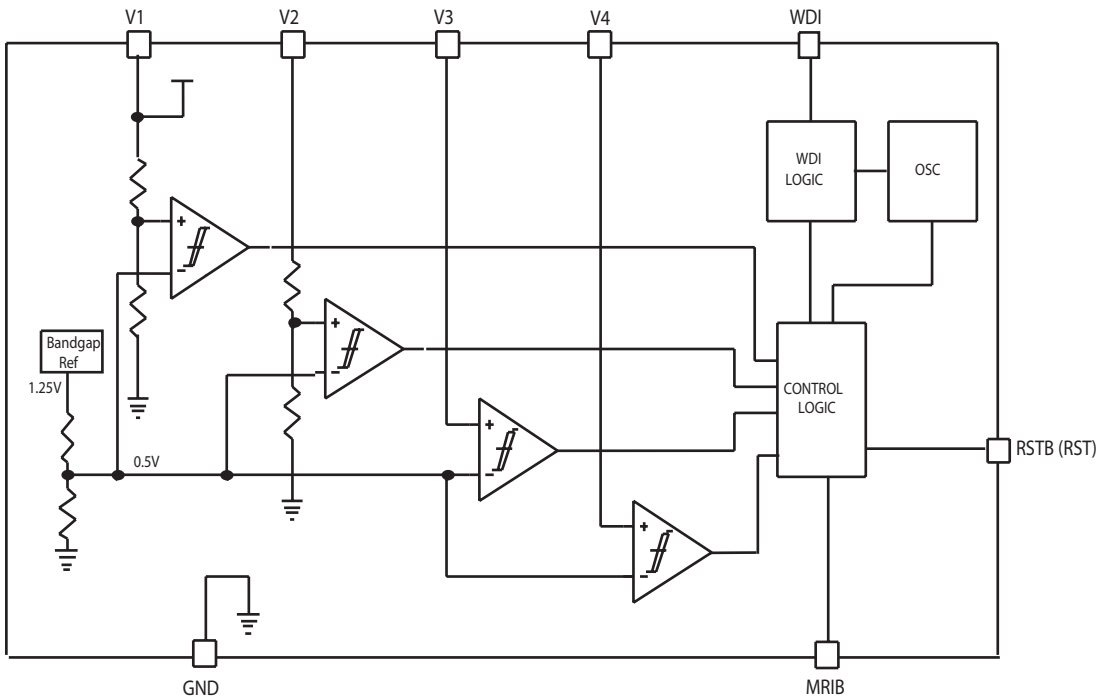 V1
V2
V3
V4
WDI
WDI
LOGIC
OSC
+
−
Bandgap
Ref
+
−
1.25V
CONTROL
LOGIC
+
−
0.5V
RSTB (RST)
+
−
GND
MRIB